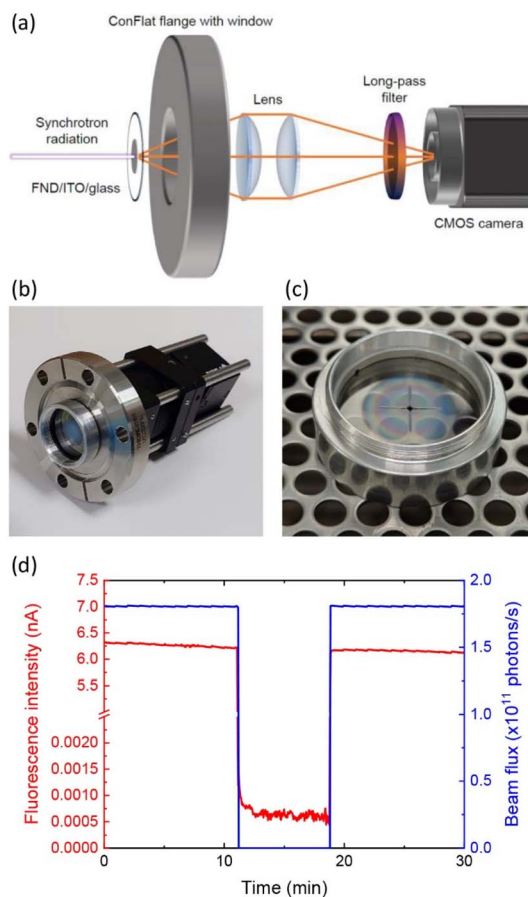 (a)
ConFlat flange with window
Lens
Long-pass
filter
Synchrotron
radiation
FND/ITO/glass
CMOS camera
(b)
(c)
(d)
Fluorescence intensity (nA)
7.5
7.0
6.5
6.0
5.5
0.0020
0.0015
0.0010
0.0005
0.0000
2.0
1.5
1.0
0.5
0.0
Beam flux (x10¹¹ photons/s)
0
10
20
30
Time (min)